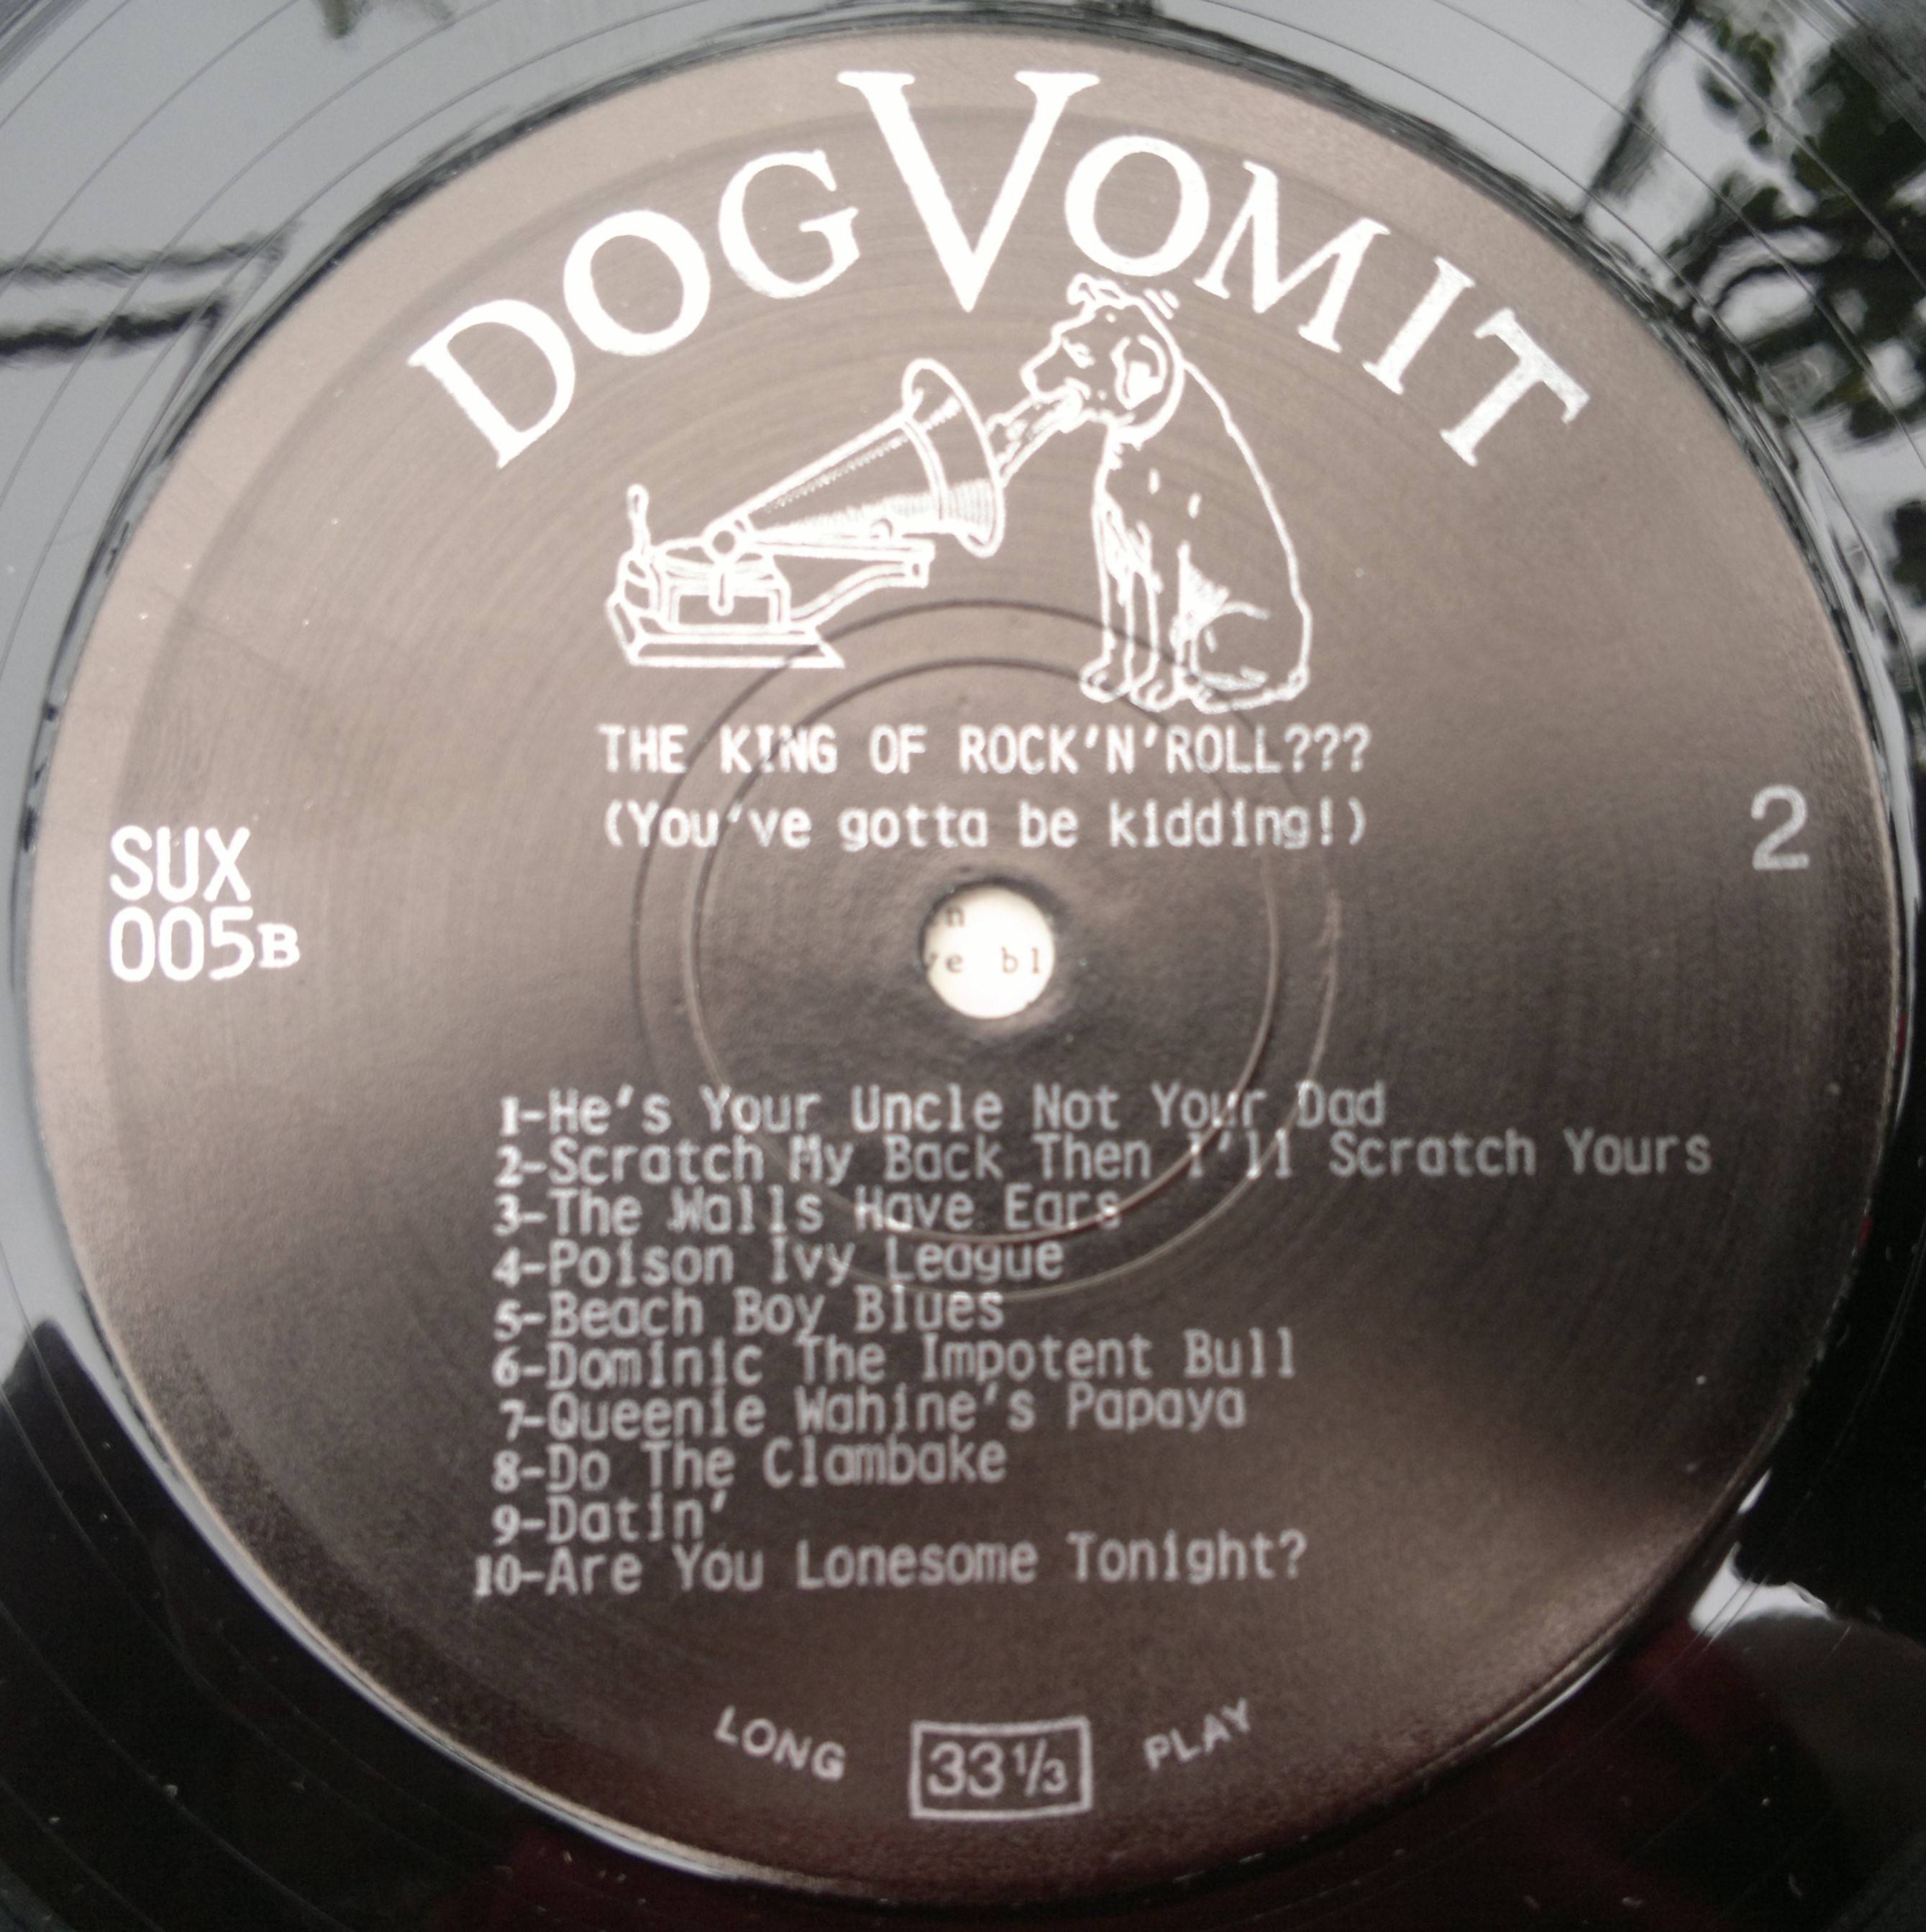 DOG VOMIT
THE KING OF ROCK'N'ROLL???
(You've gotta be kidding!)
SUX
005B
2
n
e bl
1-He's Your Uncle Not Your Dad
2-Scratch My Back Then I'll Scratch Yours
3-The Walls Have Ears
4-Poison Ivy League
5-Beach Boy Blues
6-Dominic The Impotent Bull
7-Queenie Wahine's Papaya
8-Do The Clambake
9-Datin'
10-Are You Lonesome Tonight?
LONG 33 1/3 PLAY